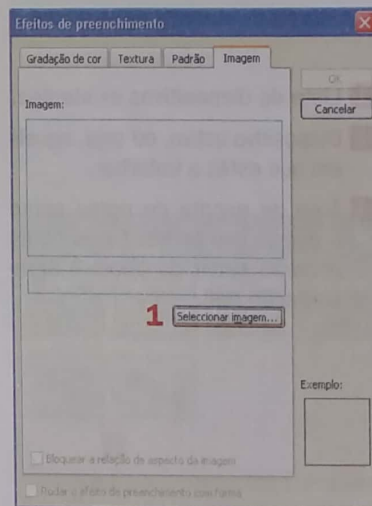 Efeitos de preenchimento
Gradação de cor Textura Padrão Imagem
OK
Cancelar
Imagem:
1 Seleccionar imagem...
Exemplo:
Bloquear a relação de aspecto da imagem
Rodar o efeito de preenchimento com forma